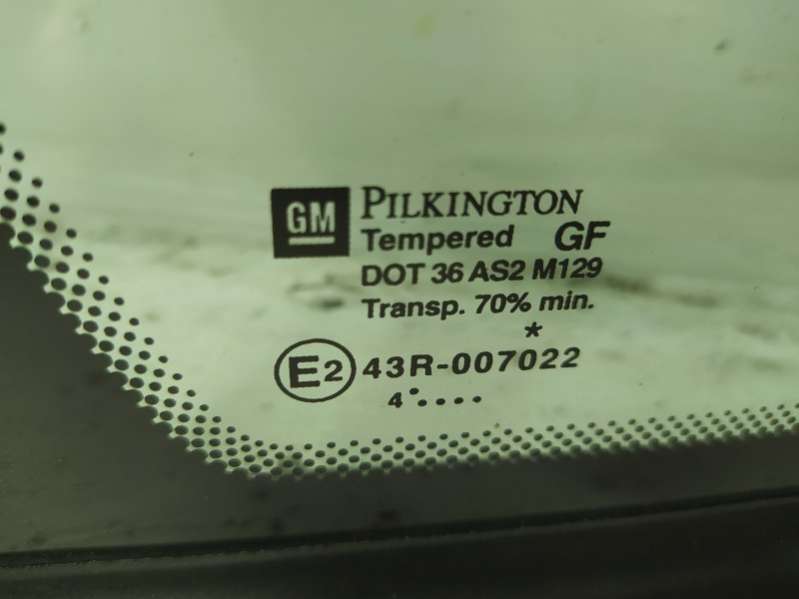 GM PILKINGTON
Tempered GF
DOT 36 AS2 M129
Transp. 70% min.
*
E2 43R-007022
4•....